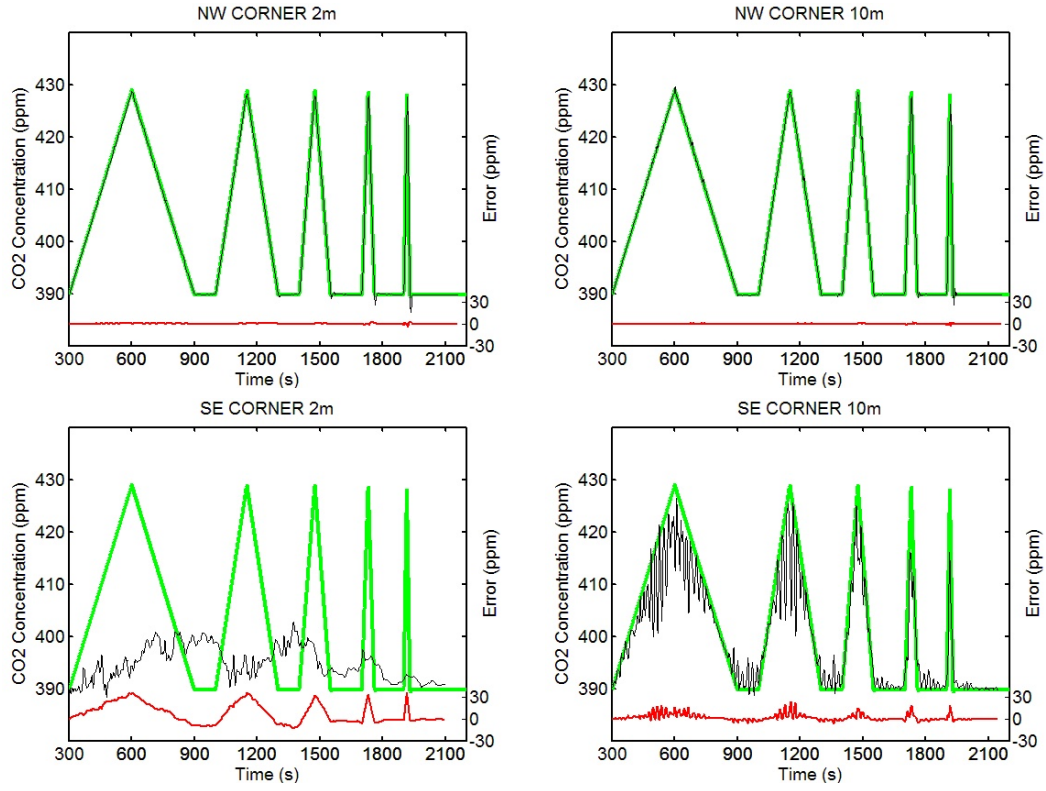 NW CORNER 2m
CO2 Concentration (ppm)
430
420
410
400
390
Error (ppm)
30
0
-30
300 600 900 1200 1500 1800 2100
Time (s)
NW CORNER 10m
CO2 Concentration (ppm)
430
420
410
400
390
Error (ppm)
30
0
-30
300 600 900 1200 1500 1800 2100
Time (s)
SE CORNER 2m
CO2 Concentration (ppm)
430
420
410
400
390
Error (ppm)
30
0
-30
300 600 900 1200 1500 1800 2100
Time (s)
SE CORNER 10m
CO2 Concentration (ppm)
430
420
410
400
390
Error (ppm)
30
0
-30
300 600 900 1200 1500 1800 2100
Time (s)